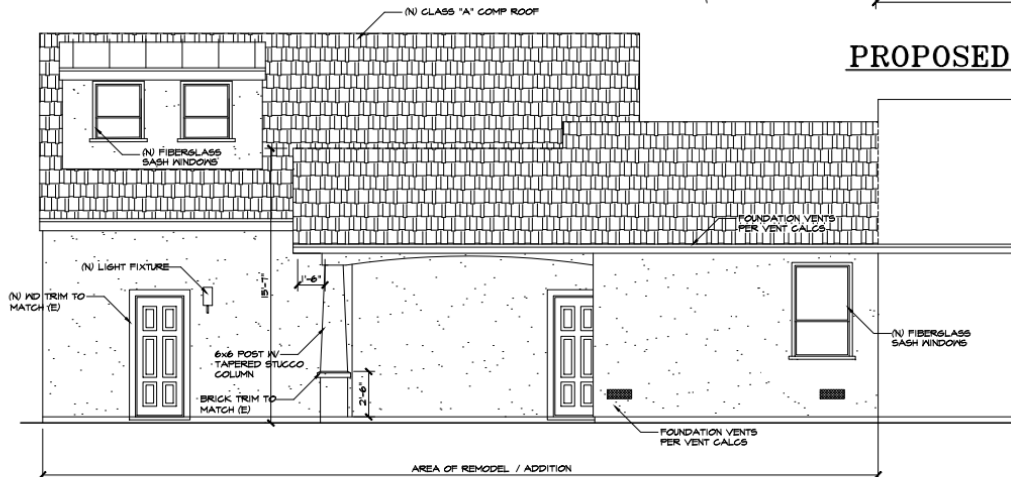 (N) CLASS "A" COMP ROOF
PROPOSED
(N) FIBERGLASS
SASH WINDOWS
FOUNDATION VENTS
PER VENT CALCS
(N) LIGHT FIXTURE
1'-6"
15'-7"
(N) WD TRIM TO
MATCH (E)
(N) FIBERGLASS
SASH WINDOWS
6x6 POST W/
TAPERED STUCCO
COLUMN
BRICK TRIM TO
MATCH (E)
2'-6"
FOUNDATION VENTS
PER VENT CALCS
AREA OF REMODEL / ADDITION